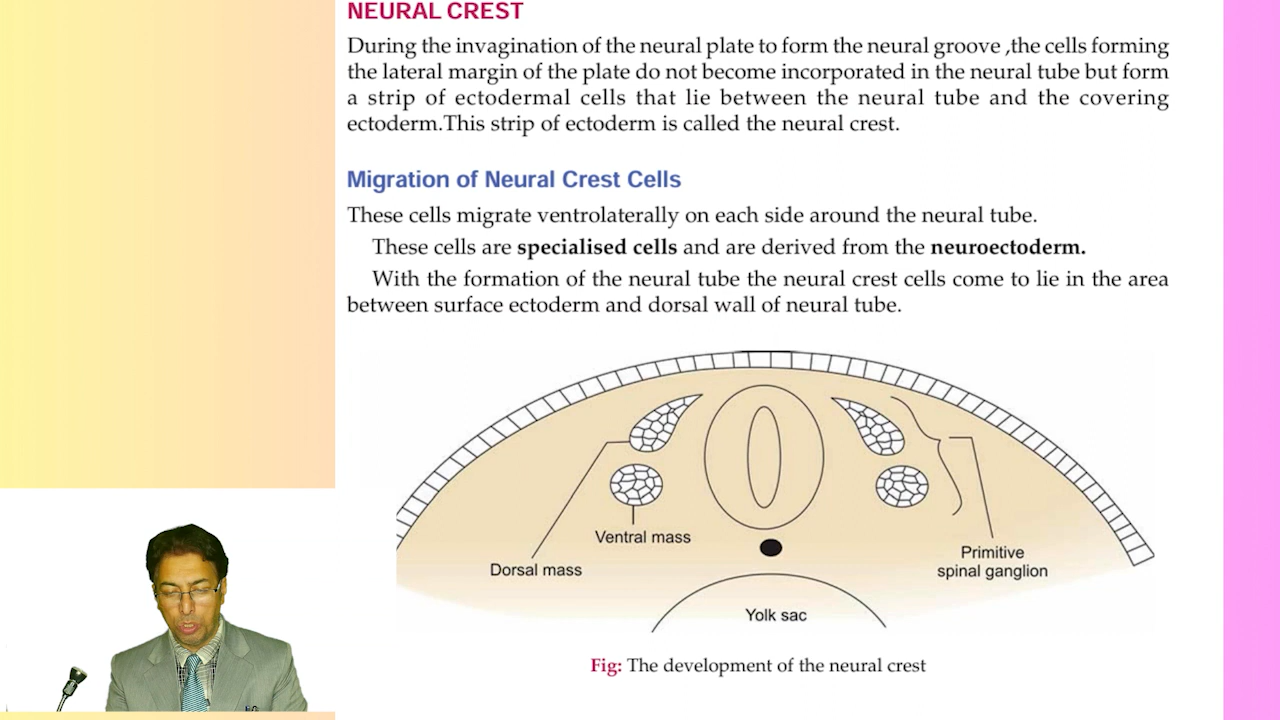 NEURAL CREST
During the invagination of the neural plate to form the neural groove ,the cells forming
the lateral margin of the plate do not become incorporated in the neural tube but form
a strip of ectodermal cells that lie between the neural tube and the covering
ectoderm.This strip of ectoderm is called the neural crest.
Migration of Neural Crest Cells
These cells migrate ventrolaterally on each side around the neural tube.
These cells are specialised cells and are derived from the neuroectoderm.
With the formation of the neural tube the neural crest cells come to lie in the area
between surface ectoderm and dorsal wall of neural tube.
Ventral mass
Dorsal mass
Primitive
spinal ganglion
Yolk sac
Fig: The development of the neural crest